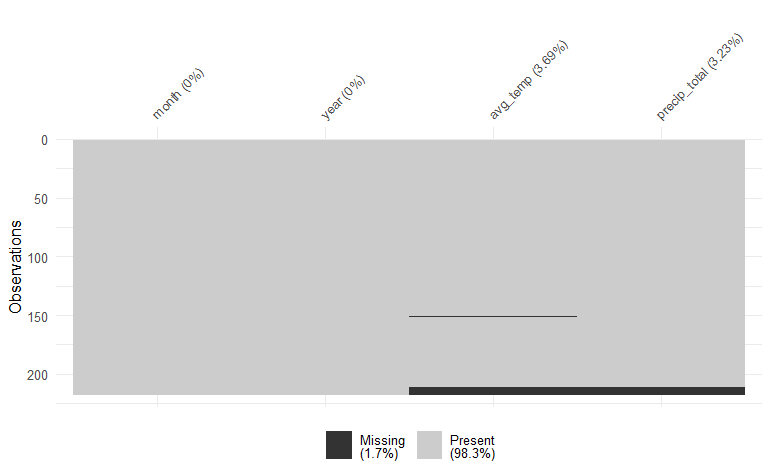 month (0%)
year (0%)
avg_temp (3.69%)
precip_total (3.23%)
0
50
100
150
200
Observations
Missing
(1.7%)
Present
(98.3%)